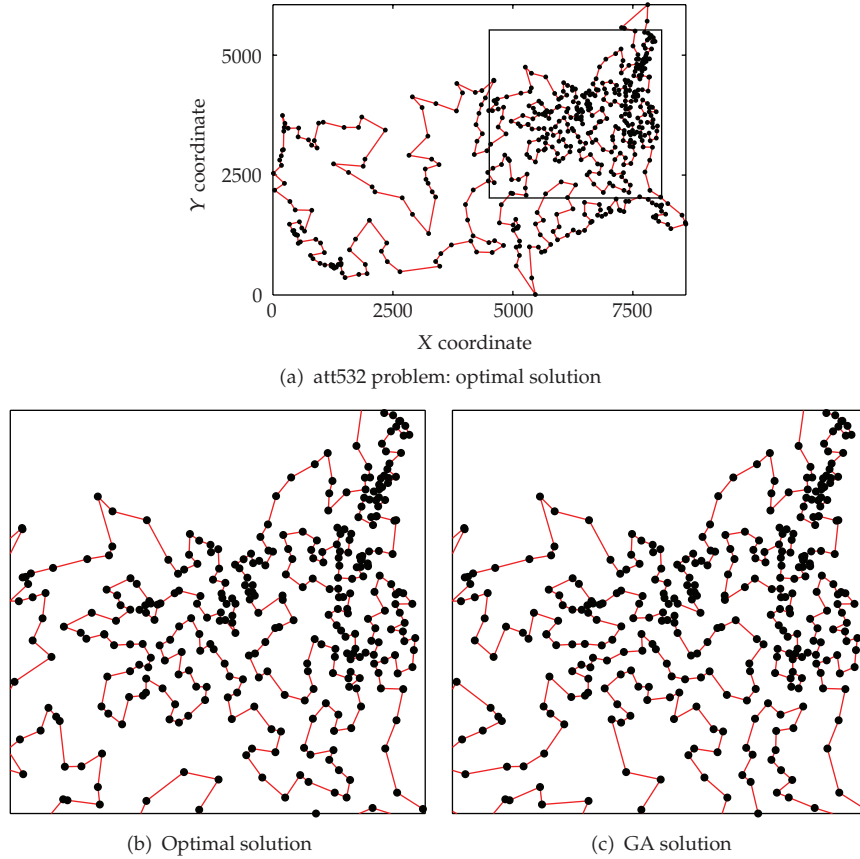 5000
2500
0
0
2500
5000
7500
Y coordinate
X coordinate
(a) att532 problem: optimal solution
(b) Optimal solution
(c) GA solution